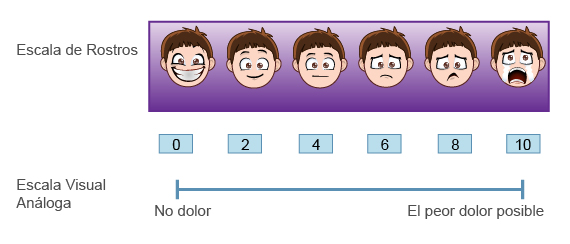 Escala de Rostros
0 2 4 6 8 10
Escala Visual
Análoga
No dolor El peor dolor posible